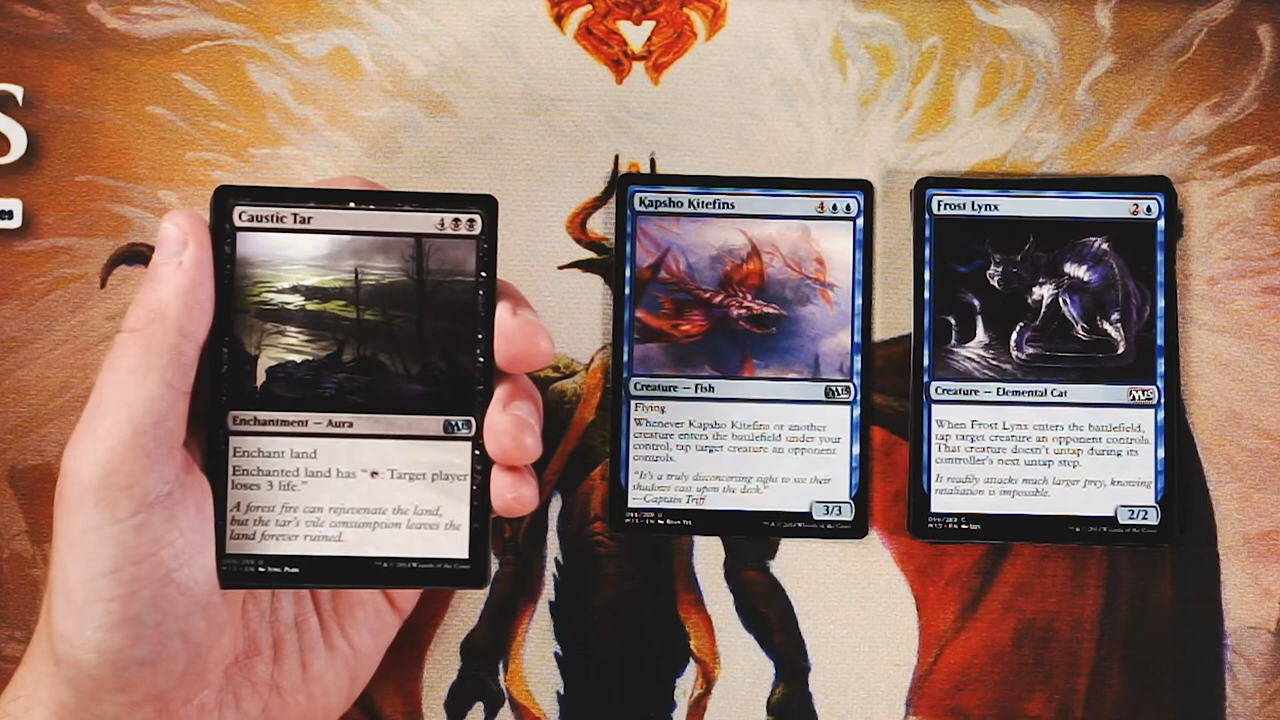 S
es
Caustic Tar
4
Enchantment — Aura
M15
Enchant land
Enchanted land has “ : Target player
loses 3 life.”
A forest fire can rejuvenate the land,
but the tar's vile consumption leaves the
land forever ruined.
Kapsho Kitefins
4
Creature — Fish
M15
Flying
Whenever Kapsho Kitefins or another
creature enters the battlefield under your
control, tap target creature an opponent
controls.
“It's a truly disconcerting sight to see their
shadows cast upon the deck.”
—Captain Triff
3/3
Frost Lynx
2
Creature — Elemental Cat
M15
When Frost Lynx enters the battlefield,
tap target creature an opponent controls.
That creature doesn't untap during its
controller's next untap step.
It readily attacks much larger prey, knowing
retaliation is impossible.
2/2